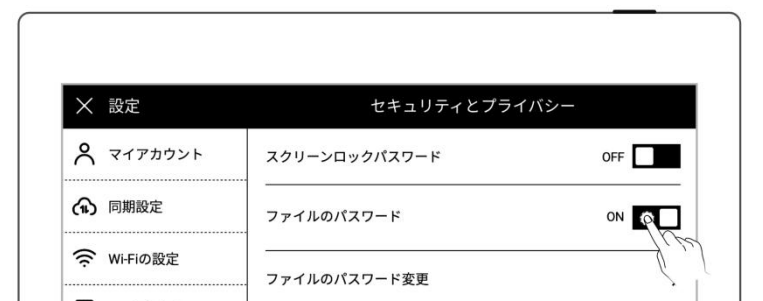 設定
セキュリティとプライバシー
マイアカウント
スクリーンロックパスワード OFF
同期設定
ファイルのパスワード ON
Wi-Fiの設定
ファイルのパスワード変更